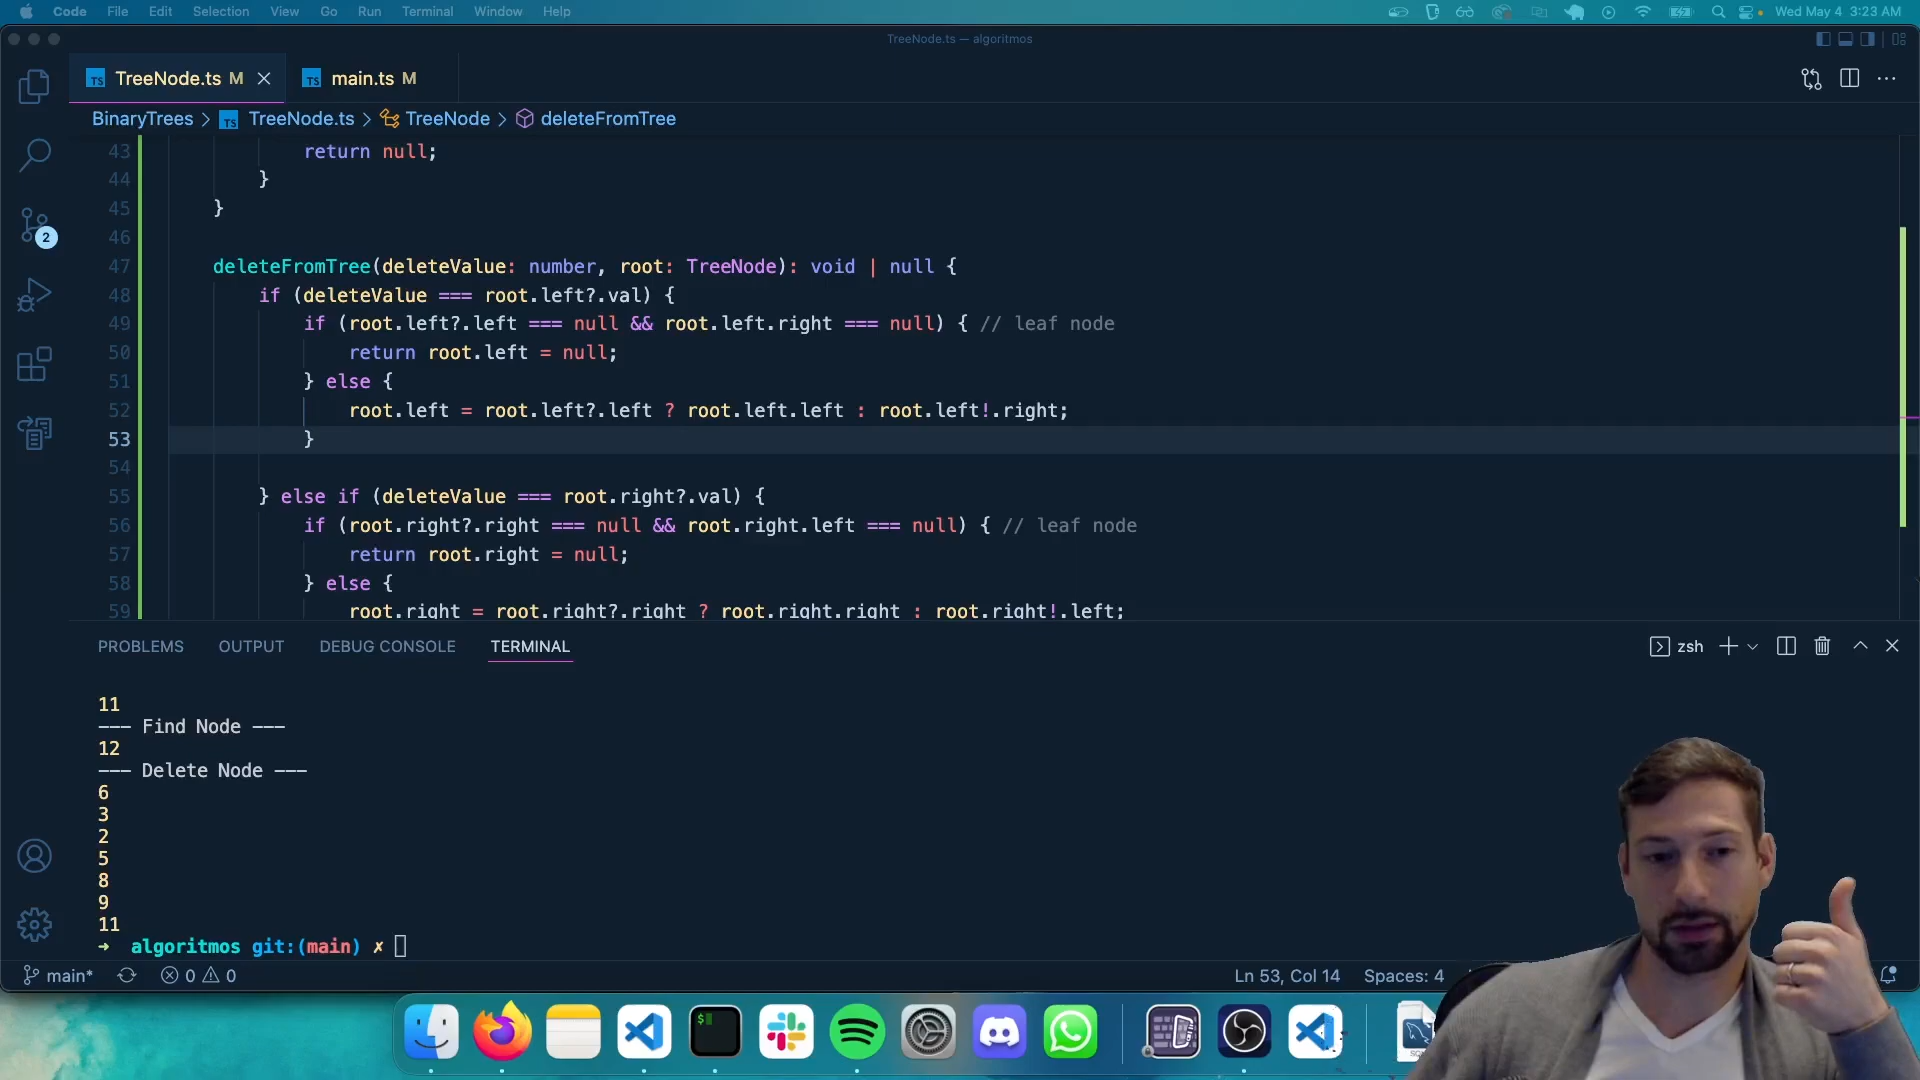 Code File Edit Selection View Go Run Terminal Window Help Wed May 4 3:23 AM
TreeNode.ts — algoritmos
TS TreeNode.ts M TS main.ts M
BinaryTrees > TS TreeNode.ts > TreeNode > deleteFromTree
43 return null;
44 }
45 }
46
47 deleteFromTree(deleteValue: number, root: TreeNode): void | null {
48 if (deleteValue === root.left?.val) {
49 if (root.left?.left === null && root.left.right === null) { // leaf node
50 return root.left = null;
51 } else {
52 root.left = root.left?.left ? root.left.left : root.left!.right;
53 }
54
55 } else if (deleteValue === root.right?.val) {
56 if (root.right?.right === null && root.right.left === null) { // leaf node
57 return root.right = null;
58 } else {
59 root.right = root.right?.right ? root.right.right : root.right!.left;
2
PROBLEMS OUTPUT DEBUG CONSOLE TERMINAL zsh
11
--- Find Node ---
12
--- Delete Node ---
6
3
2
5
8
9
11
→ algoritmos git:(main) ✗
main* 0 0 Ln 53, Col 14 Spaces: 4